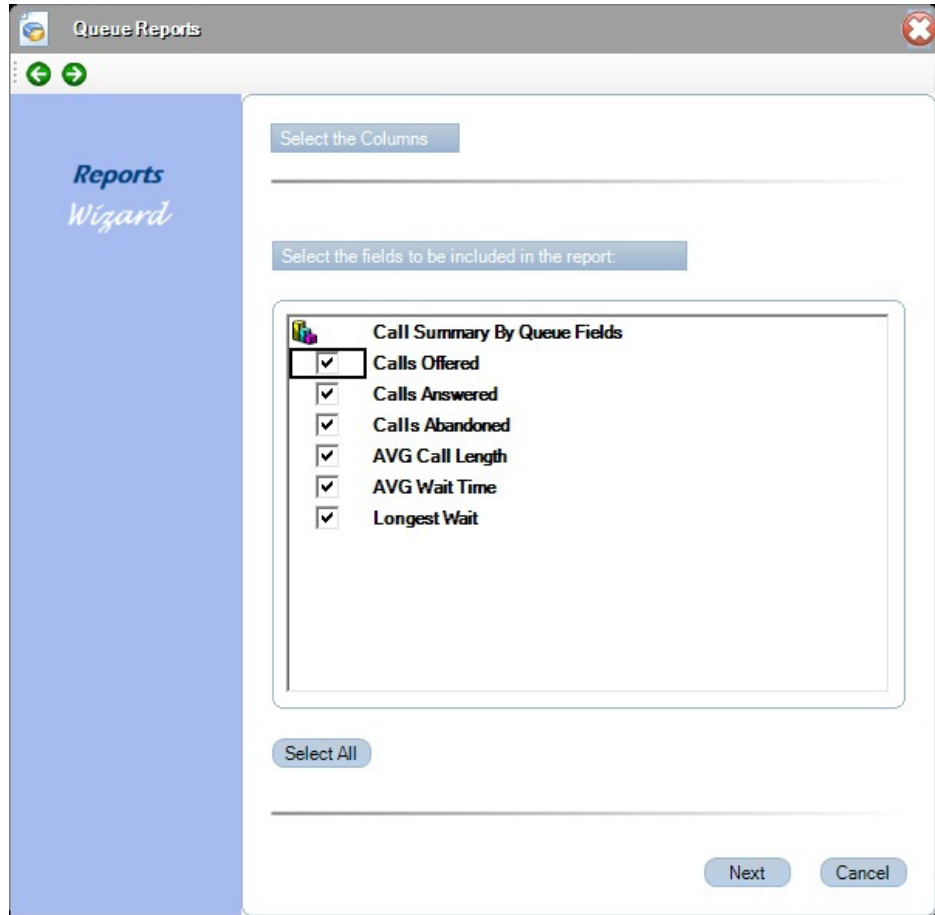 Queue Reports
Reports
Wizard
Select the Columns
Select the fields to be included in the report:
Call Summary By Queue Fields
Calls Offered
Calls Answered
Calls Abandoned
AVG Call Length
AVG Wait Time
Longest Wait
Select All
Next
Cancel